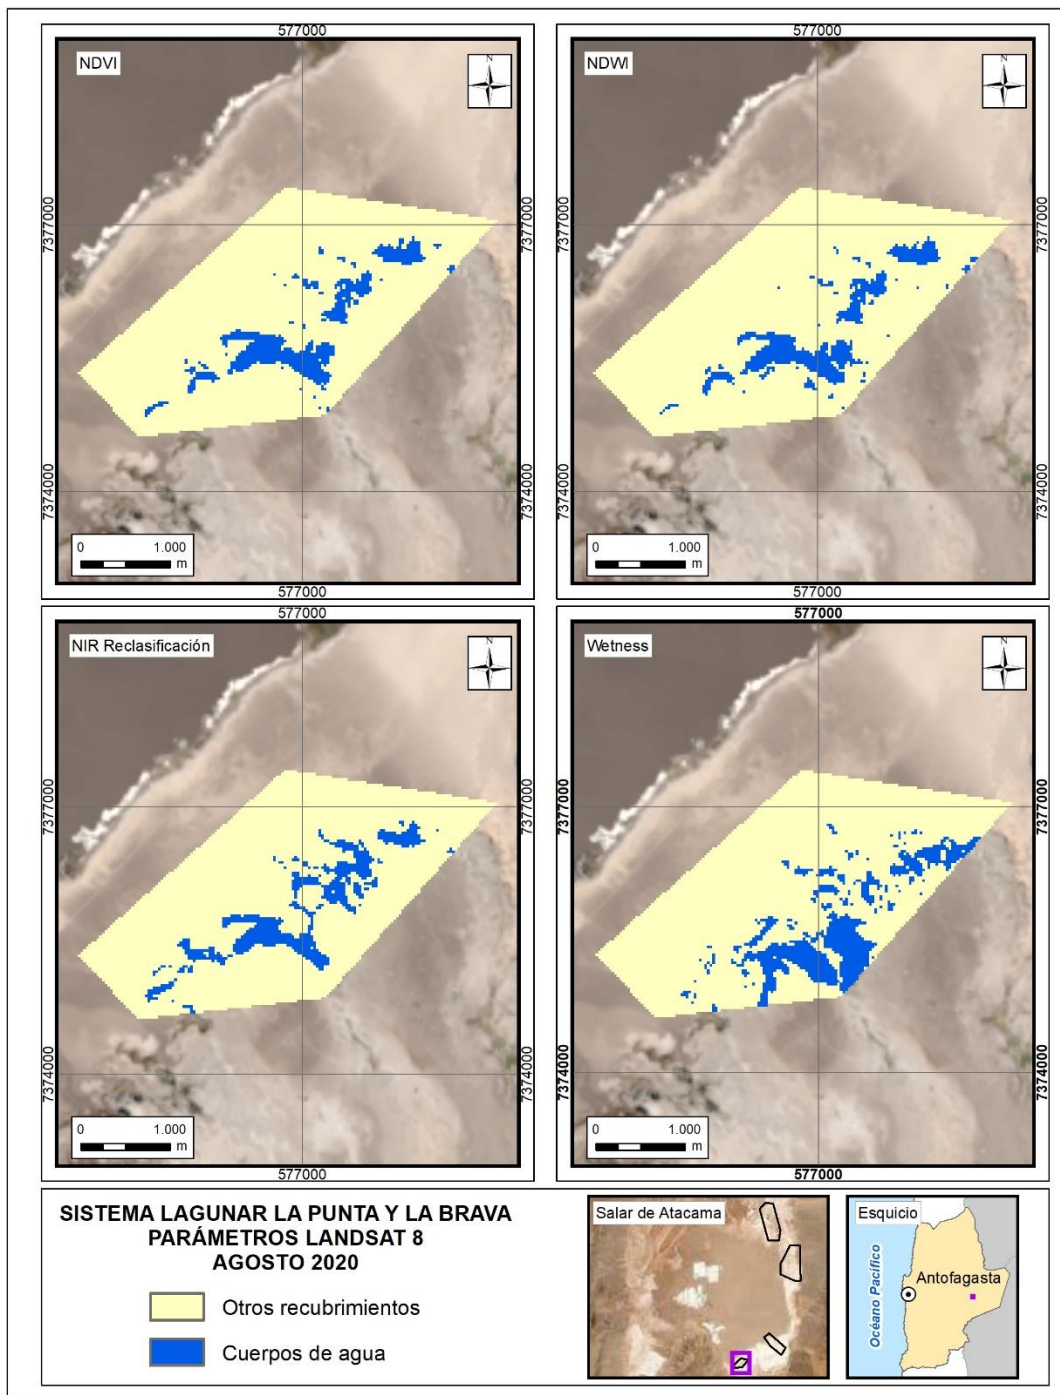 577000
577000
NDVI
N
NDWI
N
7377000
7377000
7377000
7377000
7374000
7374000
7374000
7374000
0 1.000
m
0 1.000
m
577000
577000
577000
577000
NIR Reclasificación
N
Wetness
N
7377000
7377000
7377000
7377000
7374000
7374000
7374000
7374000
0 1.000
m
0 1.000
m
577000
577000
SISTEMA LAGUNAR LA PUNTA Y LA BRAVA
PARÁMETROS LANDSAT 8
AGOSTO 2020
Otros recubrimientos
Cuerpos de agua
Salar de Atacama
Esquicio
Océano Pacífico
Antofagasta